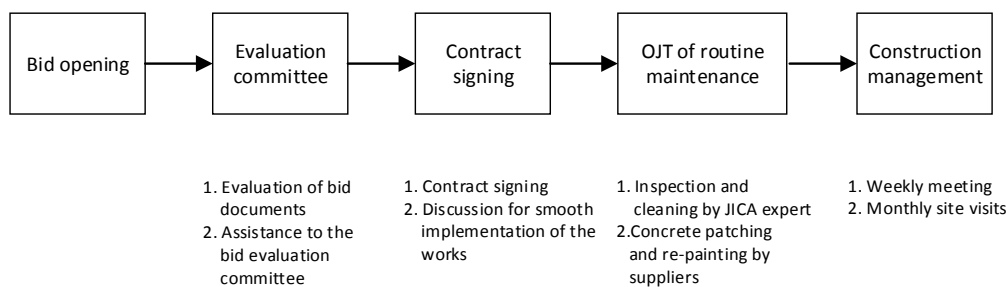 Bid opening
Evaluation
committee
Contract
signing
OJT of routine
maintenance
Construction
management
1. Evaluation of bid
documents
2. Assistance to the
bid evaluation
committee
1. Contract signing
2. Discussion for smooth
implementation of the
works
1. Inspection and
cleaning by JICA expert
2.Concrete patching
and re-painting by
suppliers
1. Weekly meeting
2. Monthly site visits